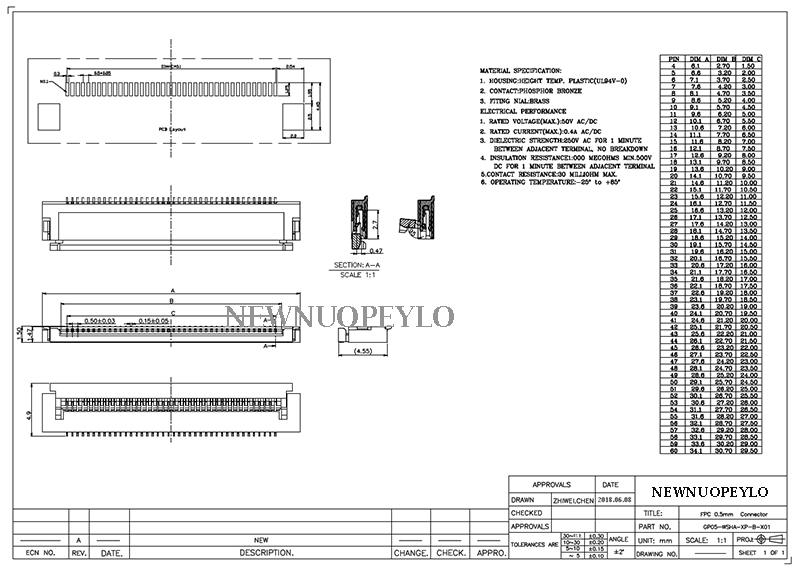 PCB Layout
0.3
0.5±0.05
2.54
NO.1
2.9
MATERIAL SPECIFICATION:
1. HOUSING:HEIGHT TEMP. PLASTIC(UL94V-0)
2. CONTACT:PHOSPHOR BRONZE
3. FITING NIAL:BRASS
ELECTRICAL PERFORMANCE
1. RATED VOLTAGE(MAX.):50V AC/DC
2. RATED CURRENT(MAX.):0.4A AC/DC
3. DIELECTRIC STRENGTH:250V AC FOR 1 MINUTE
BETWEEN ADJACENT TERMINAL, NO BREAKDOWN
4. INSULATION RESISTANCE:1000 MEGOHMS MIN.500V
DC FOR 1 MINUTE BETWEEN ADJACENT TERMINAL
5.CONTACT RESISTANCE:30 MILLIOHM MAX.
6. OPERATING TEMPERATURE:-25° to +85°
PIN DIM A DIM B DIM C
4 6.1 2.70 1.50
5 6.6 3.20 2.00
6 7.1 3.70 2.50
7 7.6 4.20 3.00
8 8.1 4.70 3.50
9 8.6 5.20 4.00
10 9.1 5.70 4.50
11 9.6 6.20 5.00
12 10.1 6.70 5.50
13 10.6 7.20 6.00
14 11.1 7.70 6.50
15 11.6 8.20 7.00
16 12.1 8.70 7.50
17 12.6 9.20 8.00
18 13.1 9.70 8.50
19 13.6 10.20 9.00
20 14.1 10.70 9.50
21 14.6 11.20 10.00
22 15.1 11.70 10.50
23 15.6 12.20 11.00
24 16.1 12.70 11.50
25 16.6 13.20 12.00
26 17.1 13.70 12.50
27 17.6 14.20 13.00
28 18.1 14.70 13.50
29 18.6 15.20 14.00
30 19.1 15.70 14.50
31 19.6 16.20 15.00
32 20.1 16.70 15.50
33 20.6 17.20 16.00
34 21.1 17.70 16.50
35 21.6 18.20 17.00
36 22.1 18.70 17.50
37 22.6 19.20 18.00
38 23.1 19.70 18.50
39 23.6 20.20 19.00
40 24.1 20.70 19.50
41 24.6 21.20 20.00
42 25.1 21.70 20.50
43 25.6 22.20 21.00
44 26.1 22.70 21.50
45 26.6 23.20 22.00
46 27.1 23.70 22.50
47 27.6 24.20 23.00
48 28.1 24.70 23.50
49 28.6 25.20 24.00
50 29.1 25.70 24.50
51 29.6 26.20 25.00
52 30.1 26.70 25.50
53 30.6 27.20 26.00
54 31.1 27.70 26.50
55 31.6 28.20 27.00
56 32.1 28.70 27.50
57 32.6 29.20 28.00
58 33.1 29.70 28.50
59 33.6 30.20 29.00
60 34.1 30.70 29.50
2.7
0.47
SECTION: A-A
SCALE 1:1
A
B
C
0.50±0.03
0.15±0.05
A
A
1.50
1.47
(4.55)
NEWNUOPEYLO
4.9
APPROVALS DATE
DRAWN ZHIWEI.CHEN 2018.06.08
CHECKED
APPROVALS
TOLERANCES ARE
10~30 ±0.20
5~10 ±0.15
~ 5 ±0.10
ANGLE
±2°
NEWNUOPEYLO
TITLE: FPC 0.5mm Connector
PART NO. GP05-WSHA-XP-B-X01
UNIT: mm SCALE: 1:1 PROJ:
DRAWING NO. SHEET 1 OF 1
A NEW
ECN NO. REV. DATE. DESCRIPTION. CHANGE. CHECK. APPRO.